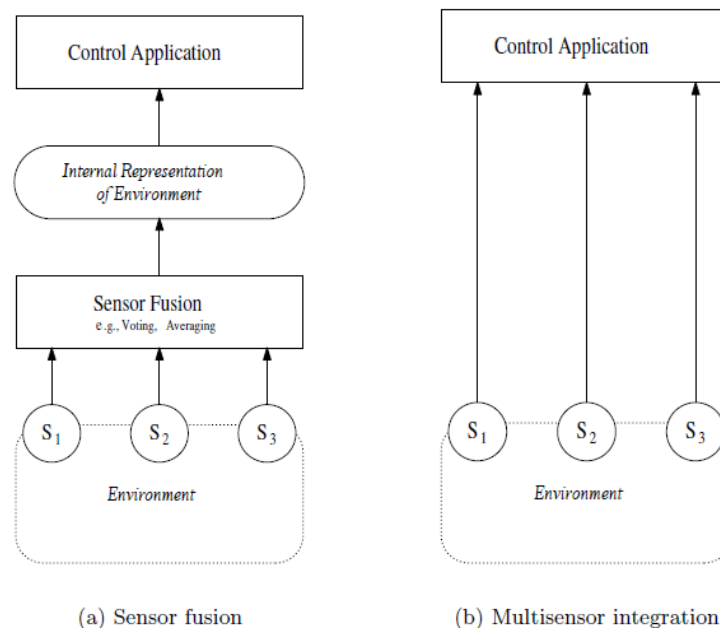 Control Application
Internal Representation
of Environment
Sensor Fusion
e.g., Voting, Averaging
S1
S2
S3
Environment
(a) Sensor fusion
Control Application
S1
S2
S3
Environment
(b) Multisensor integration